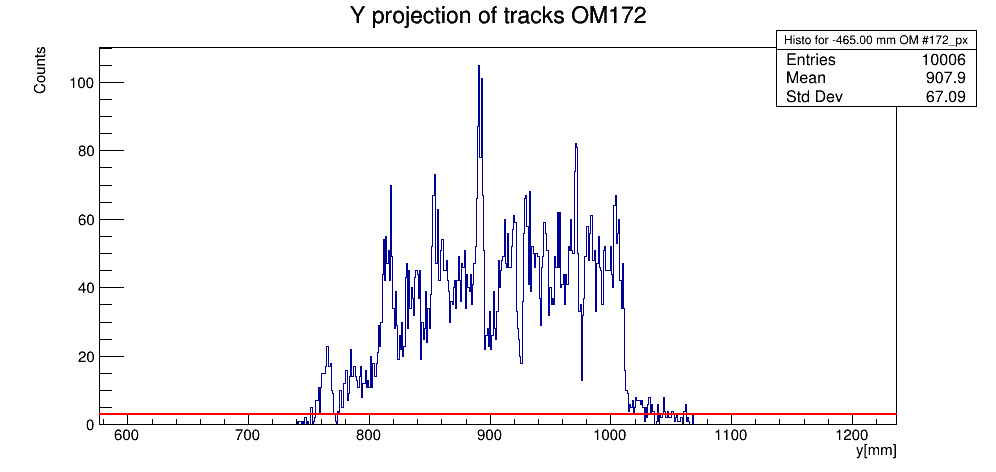 Y projection of tracks OM172
Histo for -465.00 mm OM #172_px
Entries 10006
Mean 907.9
Std Dev 67.09
Counts
100
80
60
40
20
0
600 700 800 900 1000 1100 1200
y[mm]